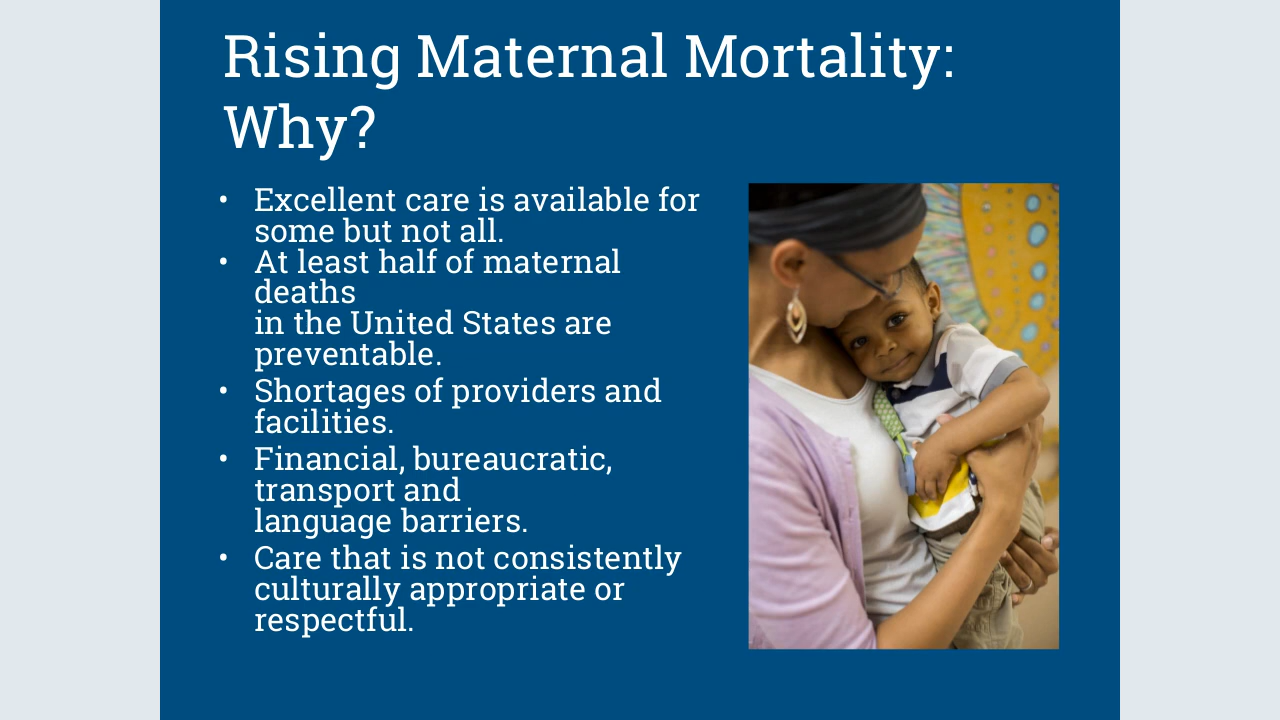 Rising Maternal Mortality:
Why?
• Excellent care is available for
some but not all.
• At least half of maternal
deaths
in the United States are
preventable.
• Shortages of providers and
facilities.
• Financial, bureaucratic,
transport and
language barriers.
• Care that is not consistently
culturally appropriate or
respectful.